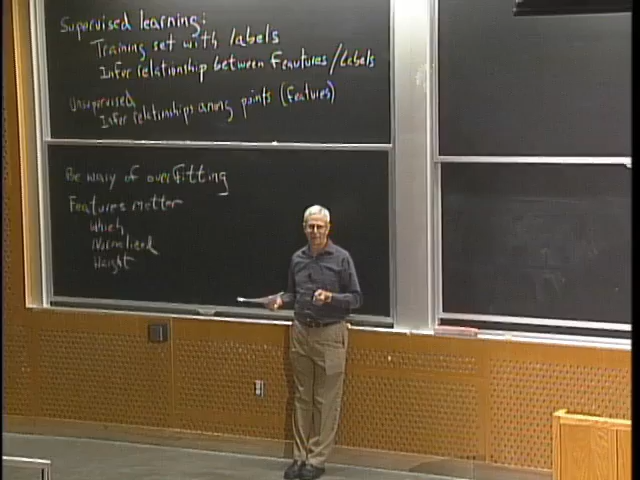 Supervised learning:
Training set with labels
Infer relationship between Features/Labels
Unsupervised
Infer relationships among points (features)
Be wary of overfitting
Features matter
Which
Normalized
Height